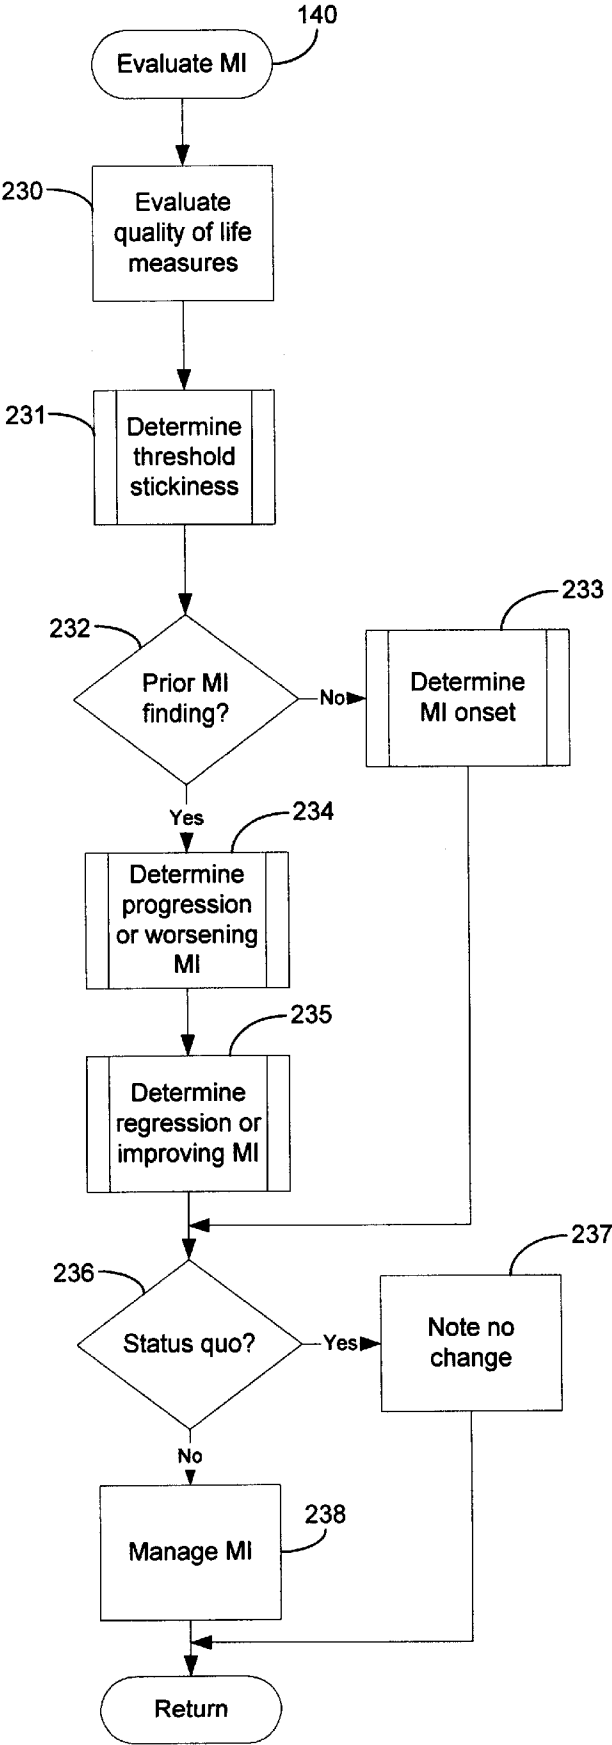 140
Evaluate MI
230
Evaluate
quality of life
measures
231
Determine
threshold
stickiness
232
Prior MI
finding?
No
233
Determine
MI onset
Yes
234
Determine
progression
or worsening
MI
235
Determine
regression or
improving MI
236
Status quo?
Yes
237
Note no
change
No
238
Manage MI
Return